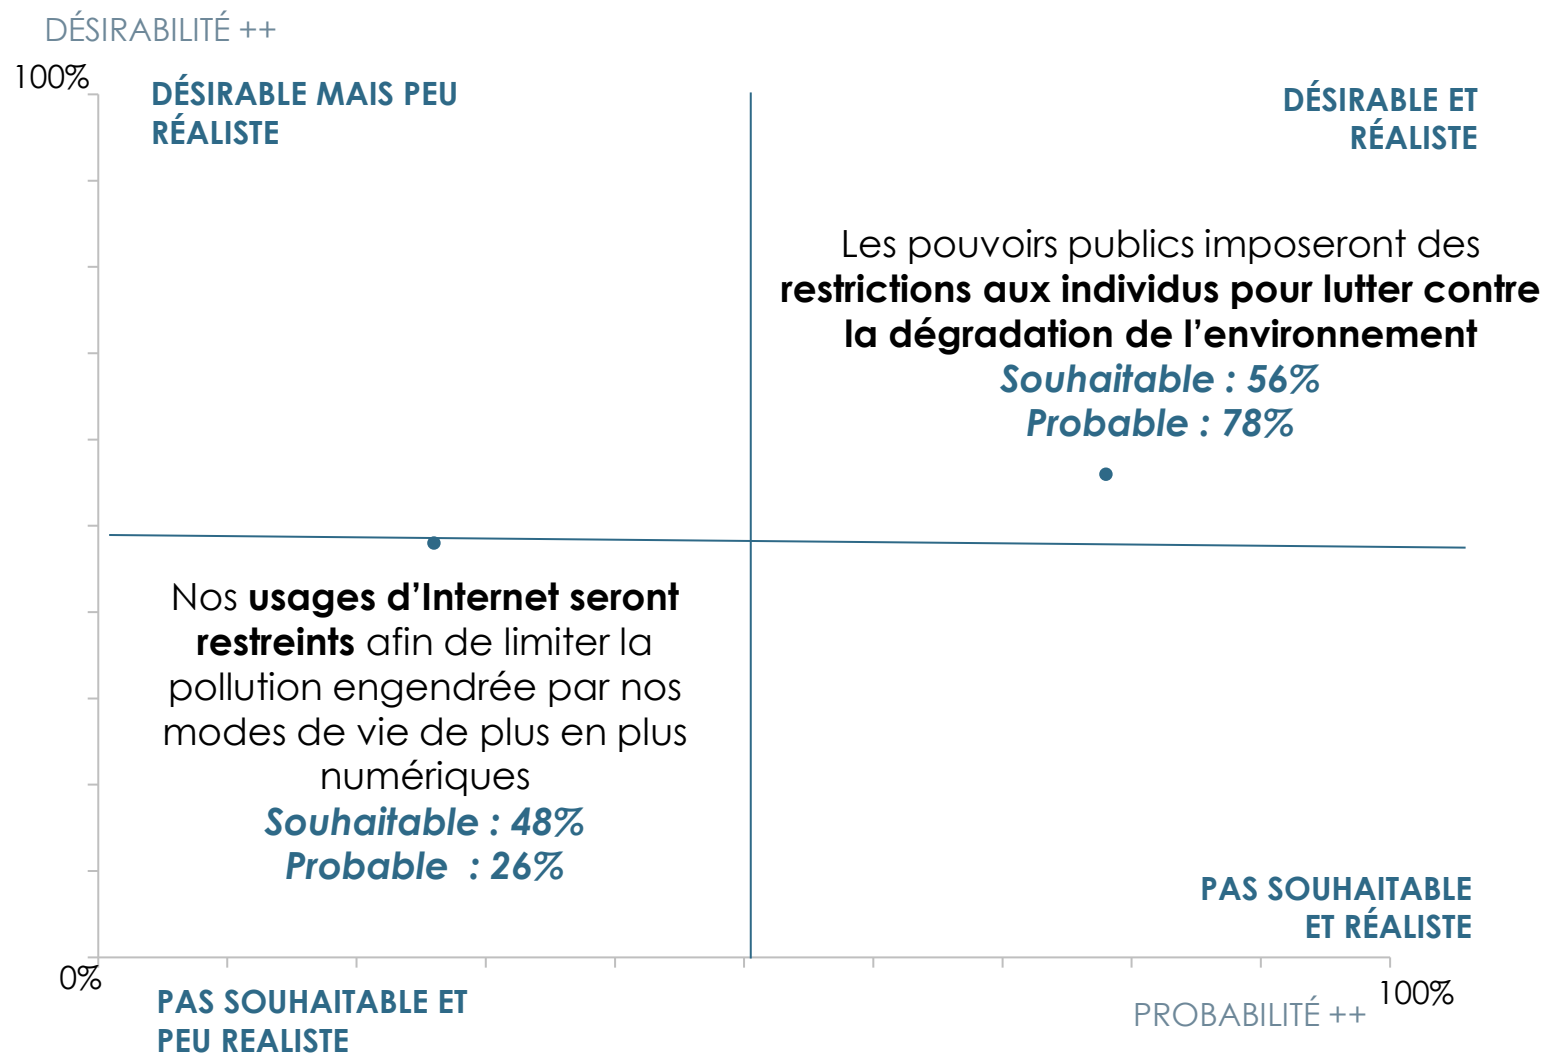 DÉSIRABILITÉ ++
100%
DÉSIRABLE MAIS PEU
RÉALISTE
DÉSIRABLE ET
RÉALISTE
Les pouvoirs publics imposeront des
restrictions aux individus pour lutter contre
la dégradation de l’environnement
Souhaitable : 56%
Probable : 78%
Nos usages d’Internet seront
restreints afin de limiter la
pollution engendrée par nos
modes de vie de plus en plus
numériques
Souhaitable : 48%
Probable  : 26%
PAS SOUHAITABLE
ET RÉALISTE
0%
PAS SOUHAITABLE ET
PEU REALISTE
100%
PROBABILITÉ ++